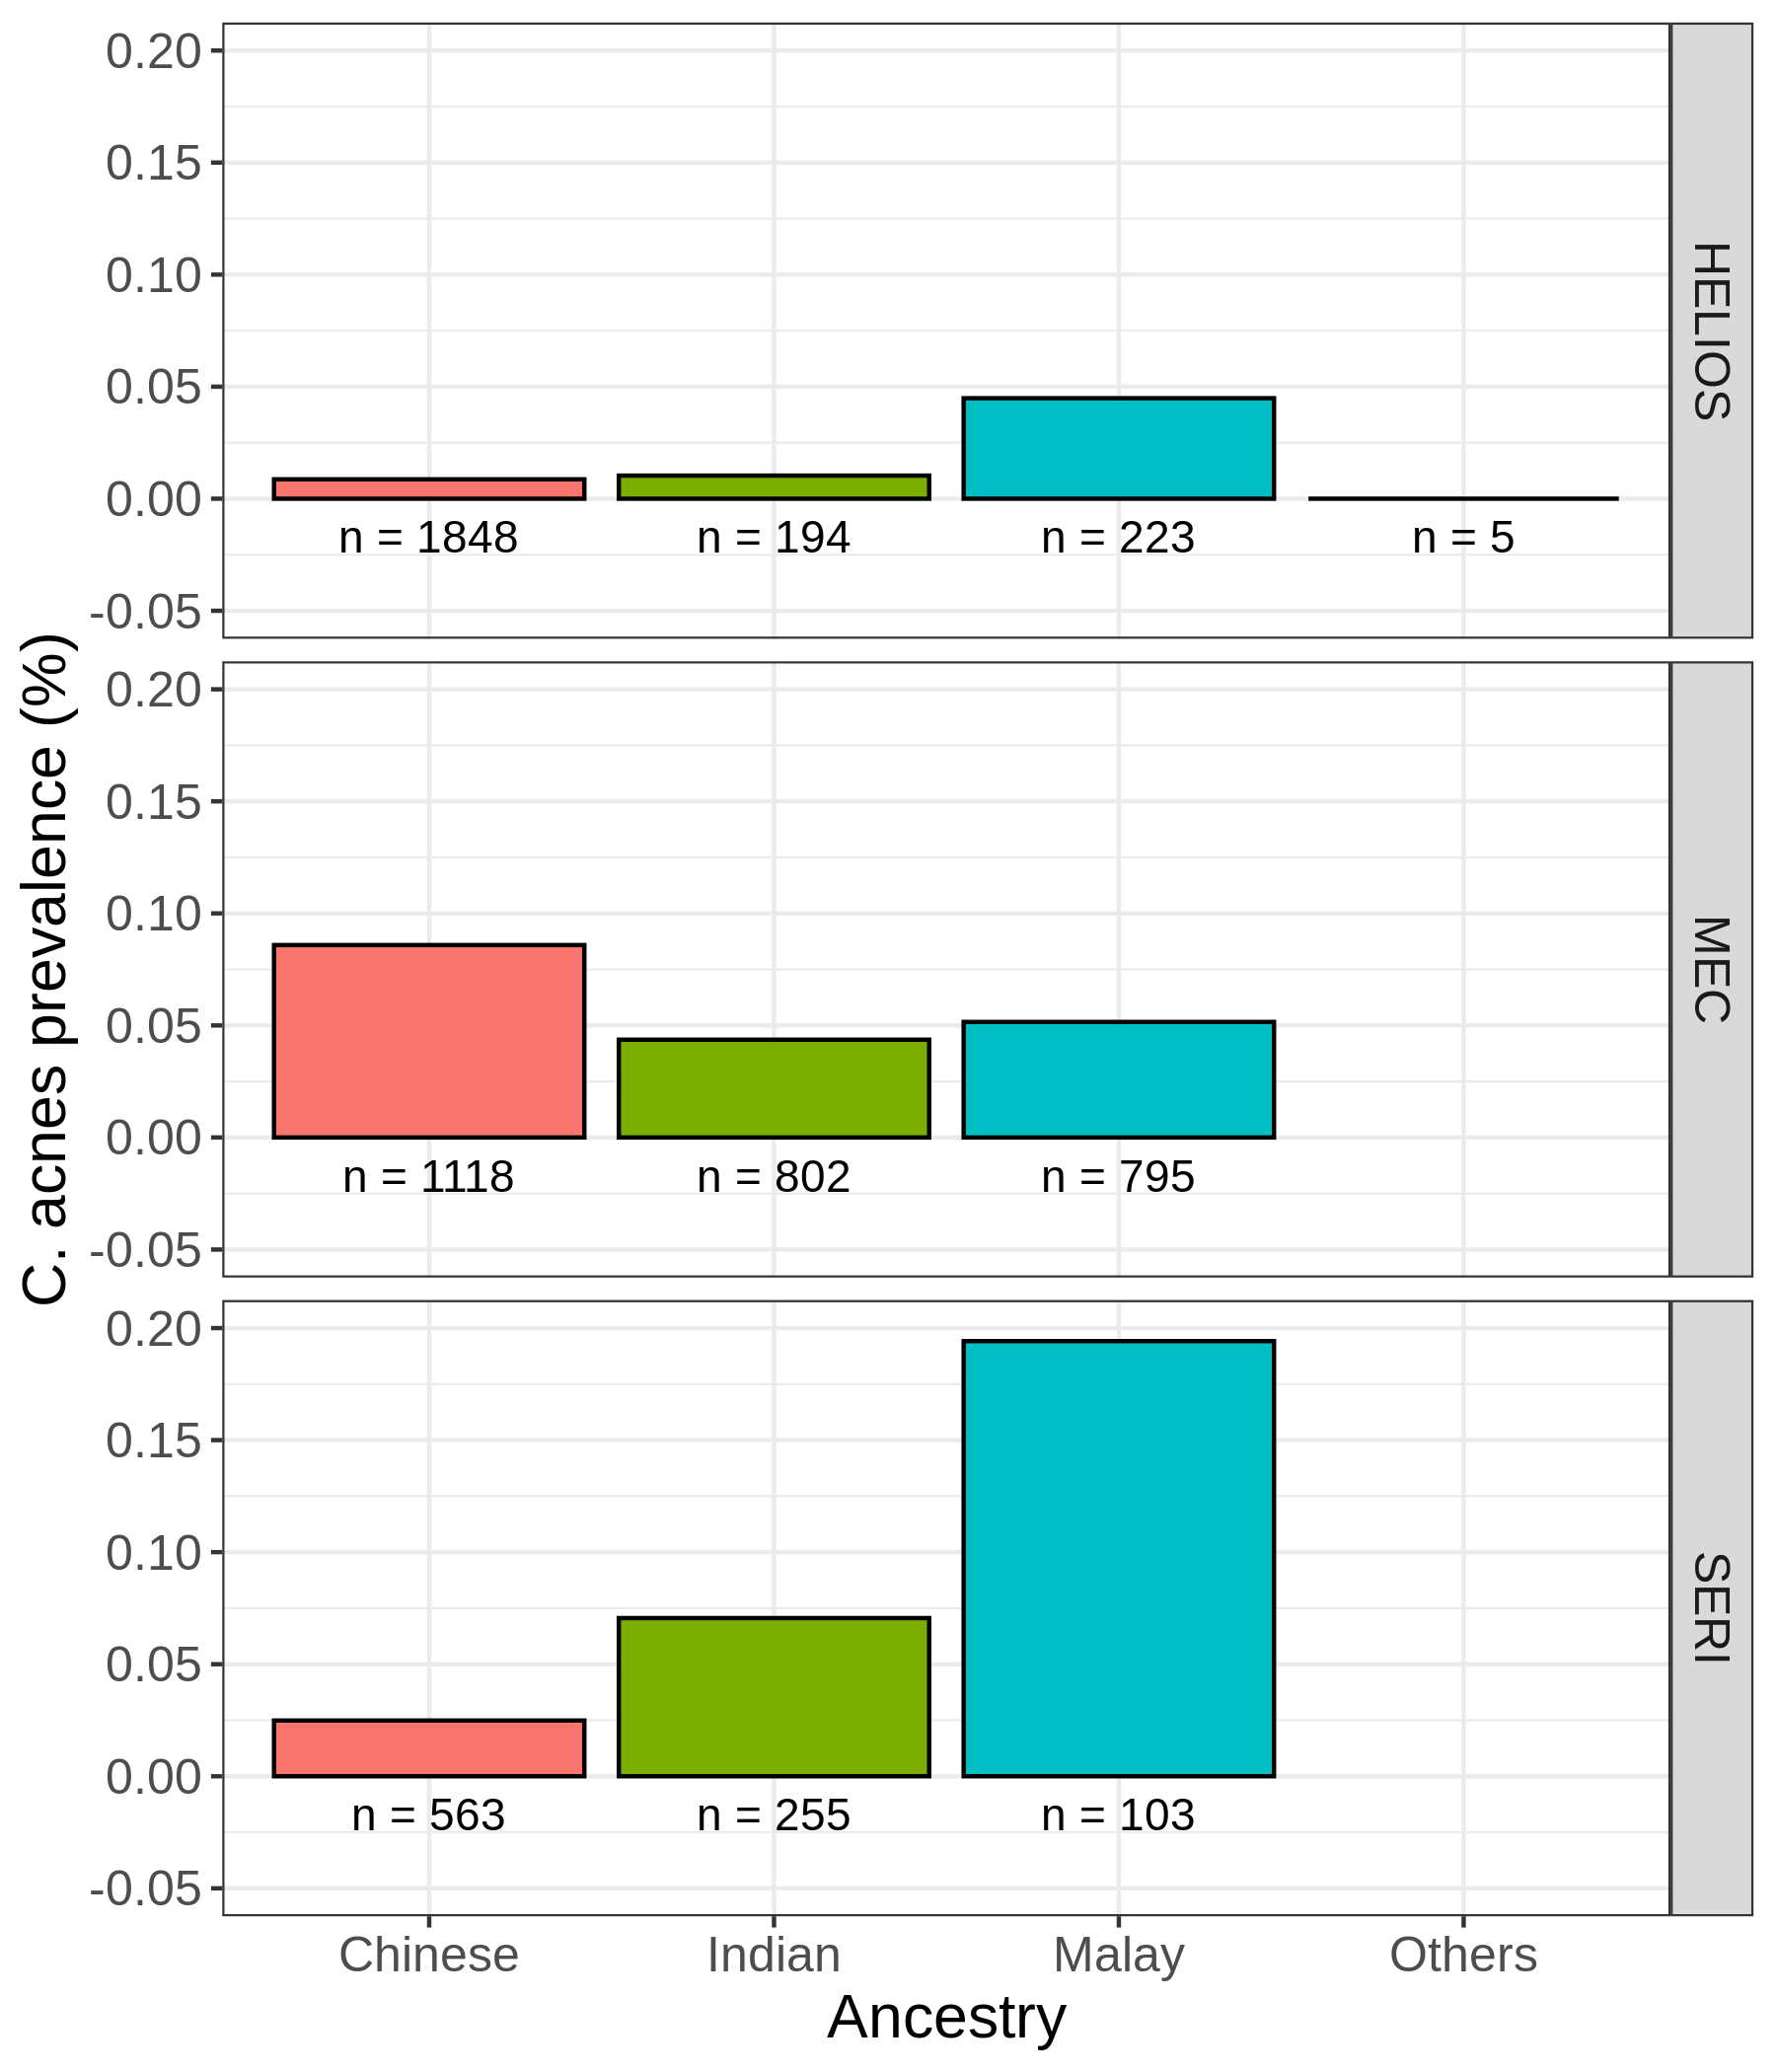 C. acnes prevalence (%)
0.20
0.15
0.10
0.05
0.00
-0.05
n = 1848
n = 194
n = 223
n = 5
HELIOS
0.20
0.15
0.10
0.05
0.00
-0.05
n = 1118
n = 802
n = 795
MEC
0.20
0.15
0.10
0.05
0.00
-0.05
n = 563
n = 255
n = 103
SERI
Chinese
Indian
Malay
Others
Ancestry